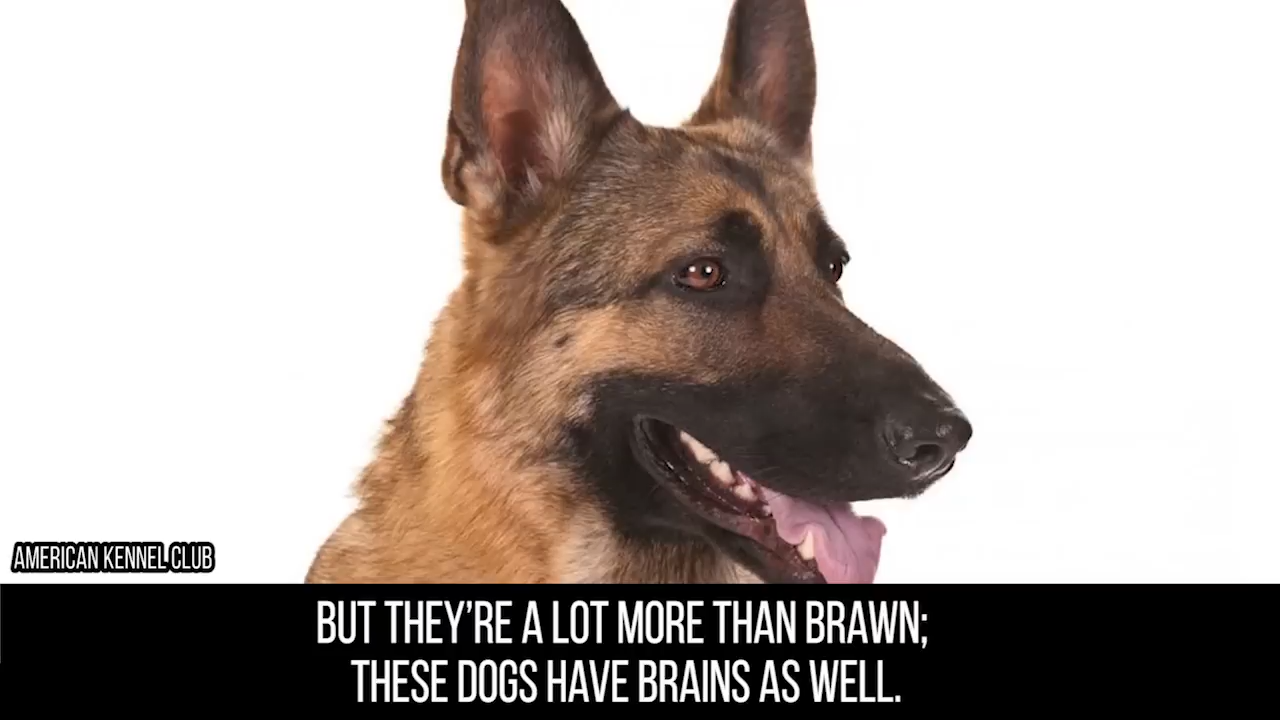 AMERICAN KENNEL CLUB
BUT THEY’RE A LOT MORE THAN BRAWN;
THESE DOGS HAVE BRAINS AS WELL.